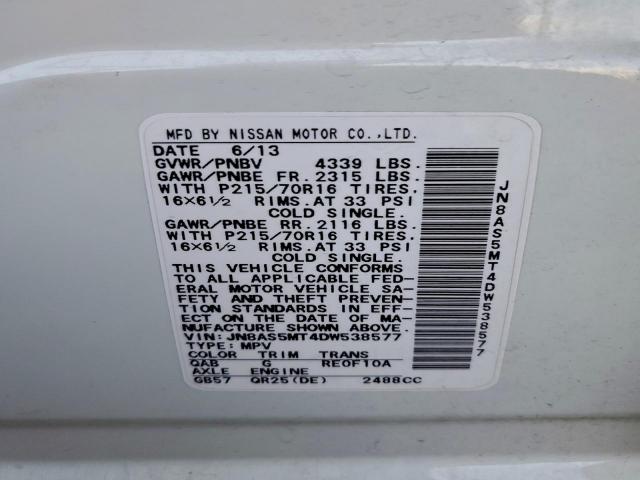 MFD BY NISSAN MOTOR CO.,LTD.
DATE 6/13
GVWR/PNBV 4339 LBS.
GAWR/PNBE FR. 2315 LBS.
WITH P215/70R16 TIRES.
16X6½ RIMS. AT 33 PSI
COLD SINGLE.
GAWR/PNBE RR. 2116 LBS.
WITH P215/70R16 TIRES.
16X6½ RIMS. AT 33 PSI
COLD SINGLE.
THIS VEHICLE CONFORMS
TO ALL APPLICABLE FED-
ERAL MOTOR VEHICLE SA-
FETY AND THEFT PREVEN-
TION STANDARDS IN EFF-
ECT ON THE DATE OF MA-
NUFACTURE SHOWN ABOVE.
VIN: JN8AS5MT4DW538577
TYPE: MPV
COLOR TRIM TRANS
QAB G RE0F10A
AXLE ENGINE
GB57 QR25(DE) 2488CC
JN8AS5MT4DW538577